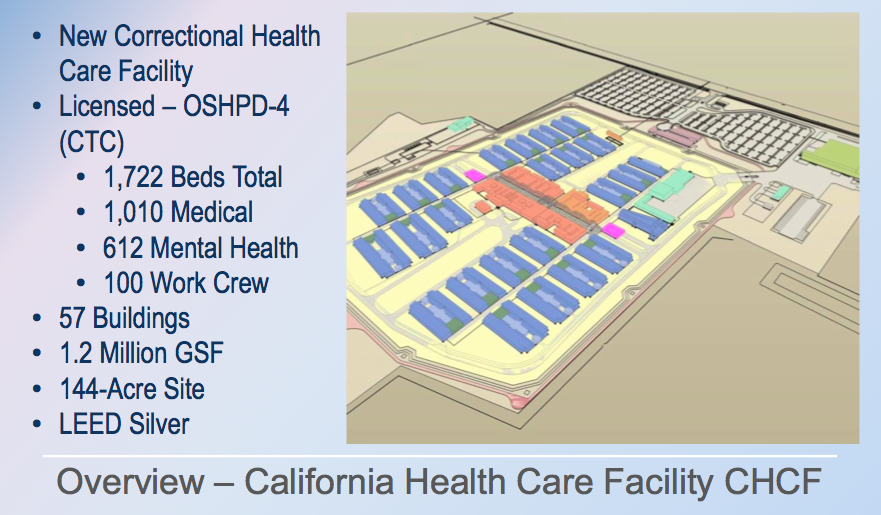 • New Correctional Health
Care Facility
• Licensed – OSHPD-4
(CTC)
• 1,722 Beds Total
• 1,010 Medical
• 612 Mental Health
• 100 Work Crew
• 57 Buildings
• 1.2 Million GSF
• 144-Acre Site
• LEED Silver
Overview – California Health Care Facility CHCF